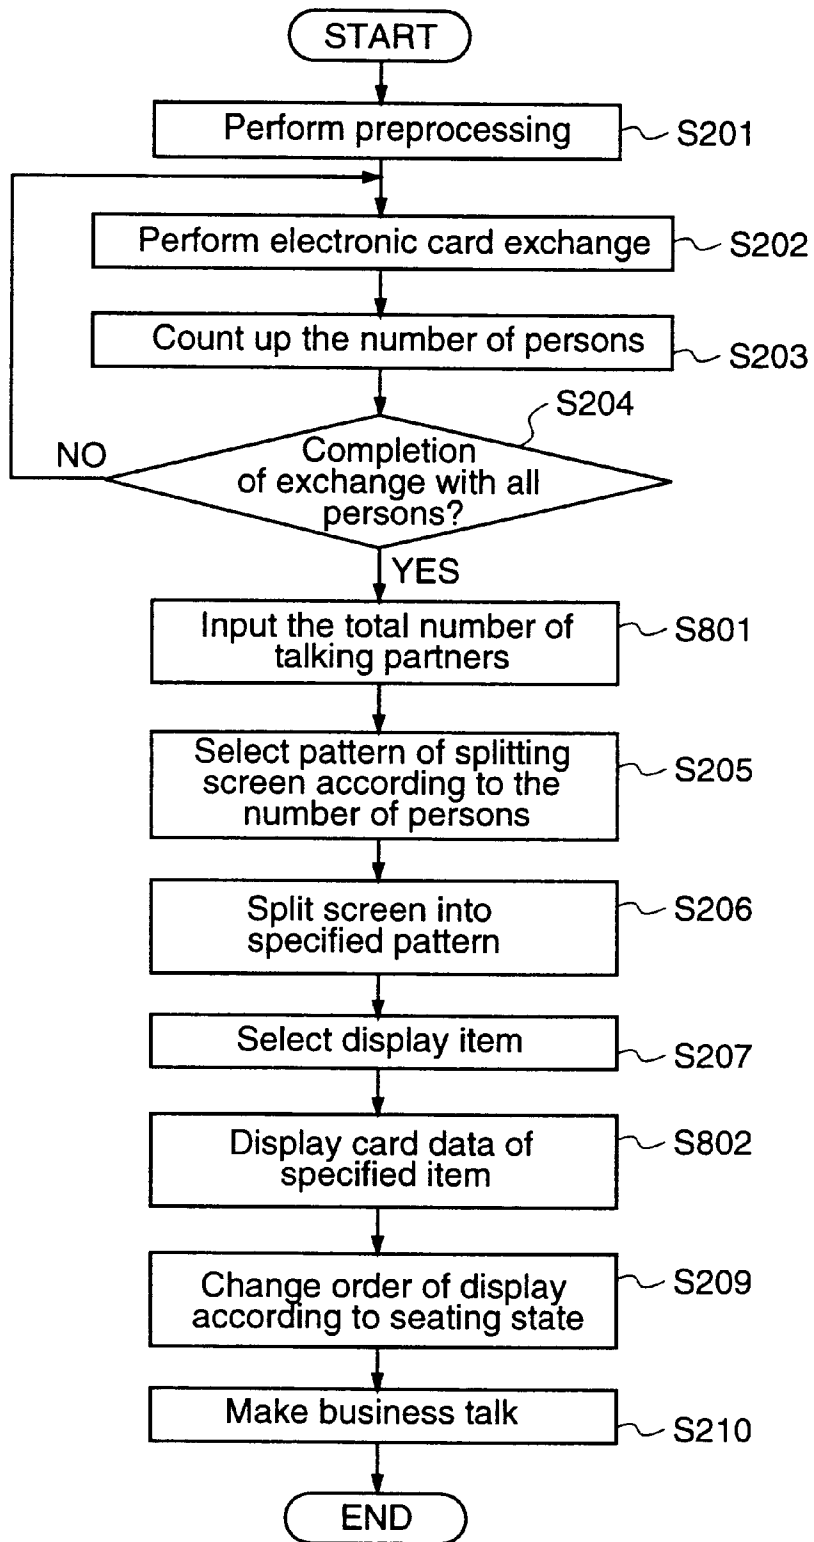 START
Perform preprocessing
S201
Perform electronic card exchange
S202
Count up the number of persons
S203
S204
Completion
of exchange with all
persons?
NO
YES
Input the total number of
talking partners
S801
Select pattern of splitting
screen according to the
number of persons
S205
Split screen into
specified pattern
S206
Select display item
S207
Display card data of
specified item
S802
Change order of display
according to seating state
S209
Make business talk
S210
END